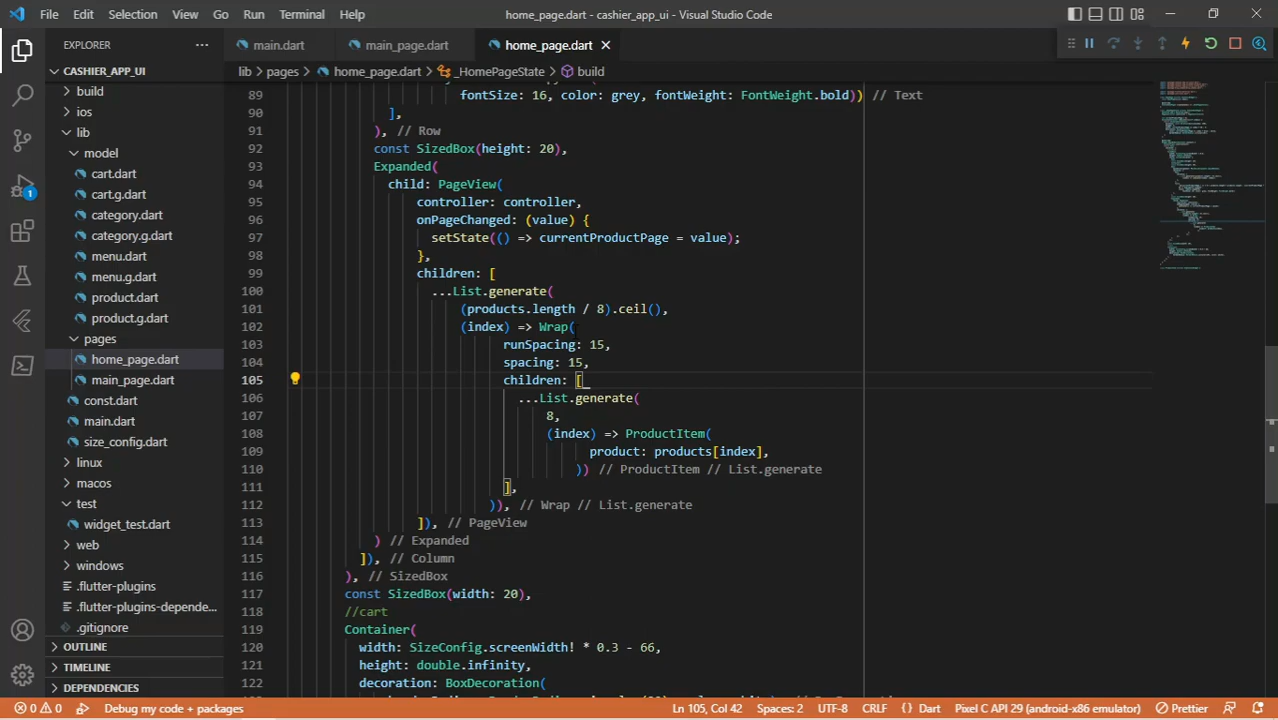 File Edit Selection View Go Run Terminal Help
home_page.dart - cashier_app_ui - Visual Studio Code
EXPLORER
CASHIER_APP_UI
build
ios
lib
model
cart.dart
cart.g.dart
category.dart
category.g.dart
menu.dart
menu.g.dart
product.dart
product.g.dart
pages
home_page.dart
main_page.dart
const.dart
main.dart
size_config.dart
linux
macos
test
widget_test.dart
web
windows
.flutter-plugins
.flutter-plugins-depende...
.gitignore
OUTLINE
TIMELINE
DEPENDENCIES
1
main.dart
main_page.dart
home_page.dart
lib > pages > home_page.dart > _HomePageState > build
89 fotSize: 16, color: grey, fontWeight: FontWeight.bold)) // Text
90 ],
91 ), // Row
92 const SizedBox(height: 20),
93 Expanded(
94 child: PageView(
95 controller: controller,
96 onPageChanged: (value) {
97 setState(() => currentProductPage = value);
98 },
99 children: [
100 ...List.generate(
101 (products.length / 8).ceil(),
102 (index) => Wrap(
103 runSpacing: 15,
104 spacing: 15,
105 children: [
106 ...List.generate(
107 8,
108 (index) => ProductItem(
109 product: products[index],
110 )) // ProductItem // List.generate
111 ],
112 )), // Wrap // List.generate
113 ]), // PageView
114 ) // Expanded
115 ]), // Column
116 ), // SizedBox
117 const SizedBox(width: 20),
118 //cart
119 Container(
120 width: SizeConfig.screenWidth! * 0.3 - 66,
121 height: double.infinity,
122 decoration: BoxDecoration(
0 0 Debug my code + packages
Ln 105, Col 42 Spaces: 2 UTF-8 CRLF {} Dart Pixel C API 29 (android-x86 emulator) Prettier